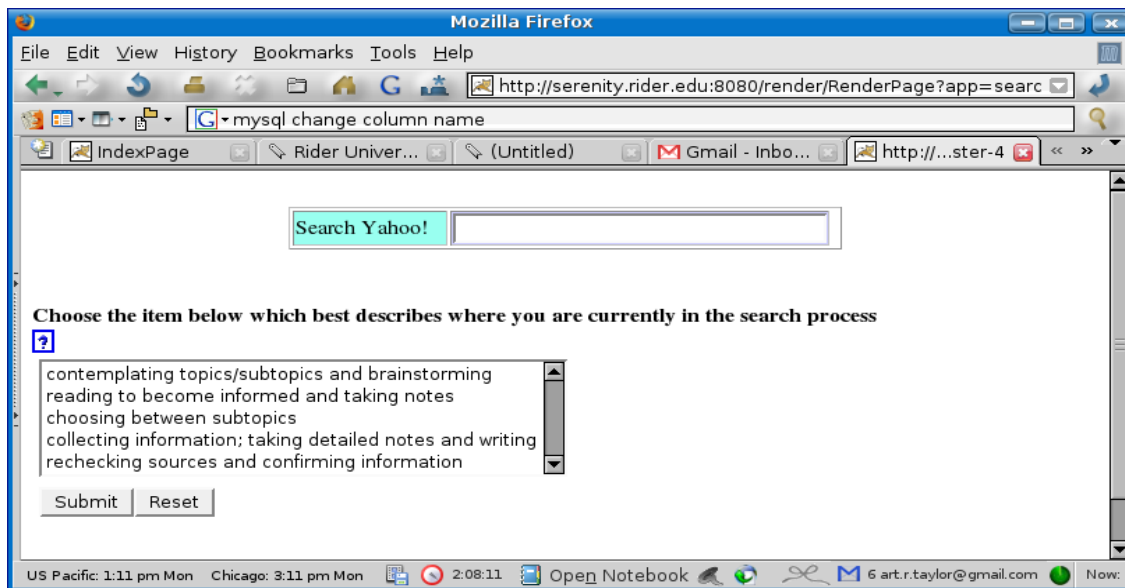 Mozilla Firefox
File Edit View History Bookmarks Tools Help
G http://serenity.rider.edu:8080/render/RenderPage?app=searc
G mysql change column name
IndexPage Rider Univer... (Untitled) Gmail - Inbo... http://...ster-4 « »
Search Yahoo!
Choose the item below which best describes where you are currently in the search process
?
contemplating topics/subtopics and brainstorming
reading to become informed and taking notes
choosing between subtopics
collecting information; taking detailed notes and writing
rechecking sources and confirming information
Submit Reset
US Pacific: 1:11 pm Mon Chicago: 3:11 pm Mon 2:08:11 Open Notebook 6 art.r.taylor@gmail.com Now: